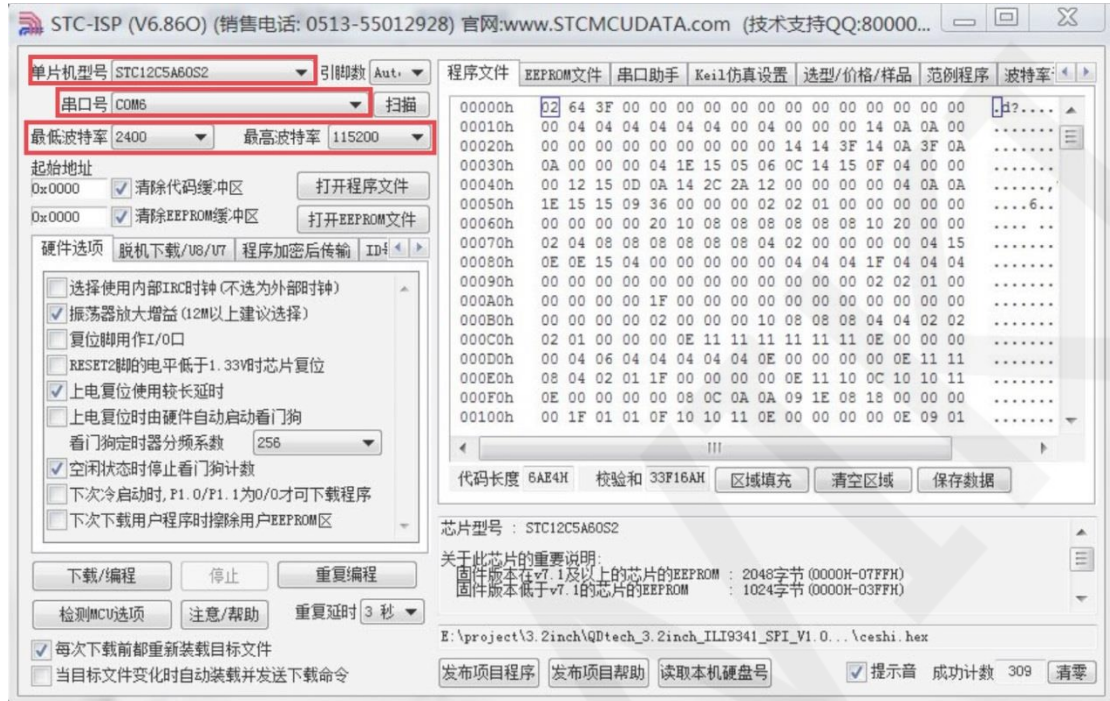 STC-ISP (V6.86O) (销售电话: 0513-55012928) 官网:www.STCMCUDATA.com (技术支持QQ:80000...
单片机型号 STC12C5A60S2 引脚数 Aut
串口号 COM6 扫描
最低波特率 2400 最高波特率 115200
起始地址
0x0000 清除代码缓冲区 打开程序文件
0x0000 清除EEPROM缓冲区 打开EEPROM文件
硬件选项 脱机下载/U8/U7 程序加密后传输
选择使用内部IRC时钟(不选为外部时钟)
振荡器放大增益(12M以上建议选择)
复位脚用作I/O口
RESET2脚的电平低于1.33V时芯片复位
上电复位使用较长延时
上电复位时由硬件自动启动看门狗
看门狗定时器分频系数 256
空闲状态时停止看门狗计数
下次冷启动时,P1.0/P1.1为0/0才可下载程序
下次下载用户程序时擦除用户EEPROM区
下载/编程 停止 重复编程
检测MCU选项 注意/帮助 重复延时 3 秒
每次下载前都重新装载目标文件
当目标文件变化时自动装载并发送下载命令
程序文件 EEPROM文件 串口助手 Keil仿真设置 选型/价格/样品 范例程序 波特率
00000h 02 64 3F 00 00 00 00 00 00 00 00 00 00 00 00 00 .d?....
00010h 00 04 04 04 04 04 04 00 04 00 00 00 14 0A 0A 00 .......
00020h 00 00 00 00 00 00 00 00 00 14 14 3F 14 0A 3F 0A .......
00030h 0A 00 00 00 04 1E 15 05 06 0C 14 15 0F 04 00 00 .......
00040h 00 12 15 0D 0A 14 2C 2A 12 00 00 00 00 04 0A 0A ......,
00050h 1E 15 15 09 36 00 00 00 02 02 01 00 00 00 00 00 ....6..
00060h 00 00 00 00 20 10 08 08 08 08 08 08 08 10 20 00 .... ..
00070h 02 04 08 08 08 08 08 08 04 02 00 00 00 00 04 15 .......
00080h 0E 0E 15 04 00 00 00 00 00 04 04 04 1F 04 04 04 .......
00090h 00 00 00 00 00 00 00 00 00 00 00 00 02 02 01 00 .......
000A0h 00 00 00 00 1F 00 00 00 00 00 00 00 00 00 00 00 .......
000B0h 00 00 00 00 02 00 00 00 10 08 08 08 04 04 02 02 .......
000C0h 02 01 00 00 00 0E 11 11 11 11 11 11 0E 00 00 00 .......
000D0h 00 04 06 04 04 04 04 04 0E 00 00 00 00 0E 11 11 .......
000E0h 08 04 02 01 1F 00 00 00 00 0E 11 10 0C 10 10 11 .......
000F0h 0E 00 00 00 00 08 0C 0A 0A 09 1E 08 18 00 00 00 .......
00100h 00 1F 01 01 0F 10 10 11 0E 00 00 00 00 0E 09 01 .......
代码长度 6AE4H 校验和 33F16AH 区域填充 清空区域 保存数据
芯片型号 : STC12C5A60S2
关于此芯片的重要说明:
固件版本在v7.1及以上的芯片的EEPROM : 2048字节(0000H-07FFH)
固件版本低于v7.1的芯片的EEPROM : 1024字节(0000H-03FFH)
E:\project\3.2inch\QDtech_3.2inch_ILI9341_SPI_V1.0...\ceshi.hex
发布项目程序 发布项目帮助 读取本机硬盘号 提示音 成功计数 309 清零